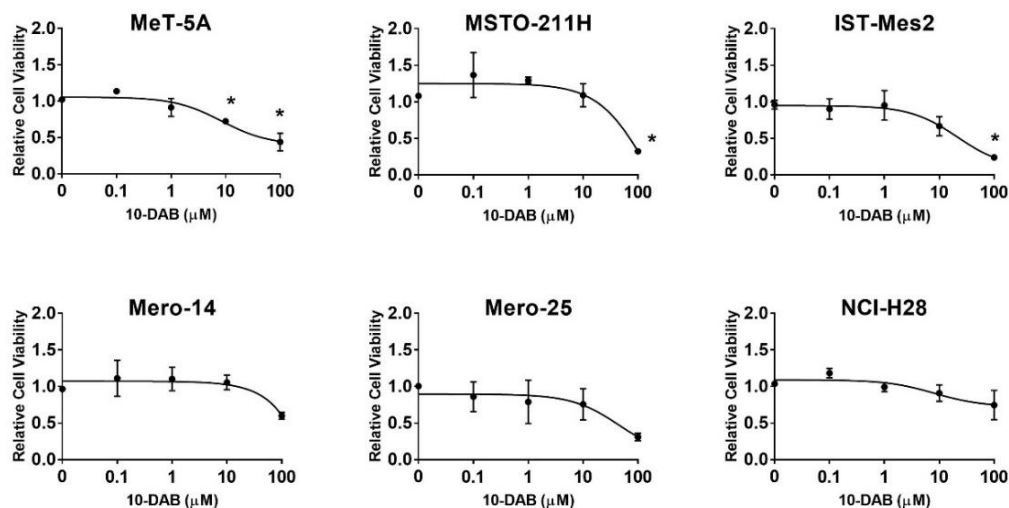 MeT-5A
MSTO-211H
IST-Mes2
Relative Cell Viability
2.0
1.5
1.0
0.5
0.0
* *
0 0.1 1 10 100
10-DAB (μM)
Relative Cell Viability
2.0
1.5
1.0
0.5
0.0
*
0 0.1 1 10 100
10-DAB (μM)
Relative Cell Viability
2.0
1.5
1.0
0.5
0.0
*
0 0.1 1 10 100
10-DAB (μM)
Mero-14
Mero-25
NCI-H28
Relative Cell Viability
2.0
1.5
1.0
0.5
0.0
0 0.1 1 10 100
10-DAB (μM)
Relative Cell Viability
2.0
1.5
1.0
0.5
0.0
0 0.1 1 10 100
10-DAB (μM)
Relative Cell Viability
2.0
1.5
1.0
0.5
0.0
0 0.1 1 10 100
10-DAB (μM)